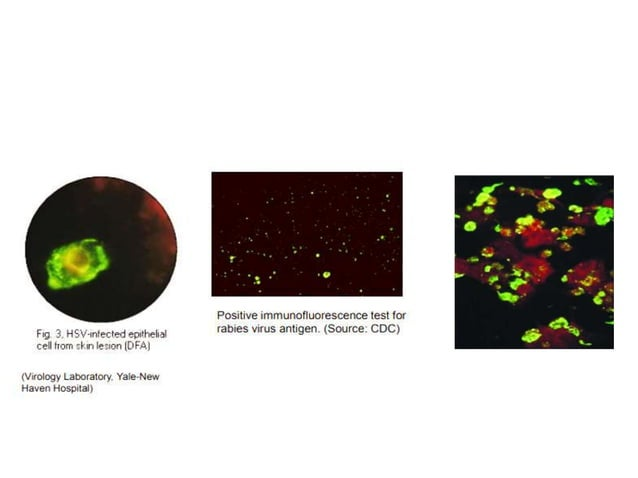 Fig. 3, HSV-infected epithelial
cell from skin lesion (DFA)
(Virology Laboratory, Yale-New
Haven Hospital)
Positive immunofluorescence test for
rabies virus antigen. (Source: CDC)